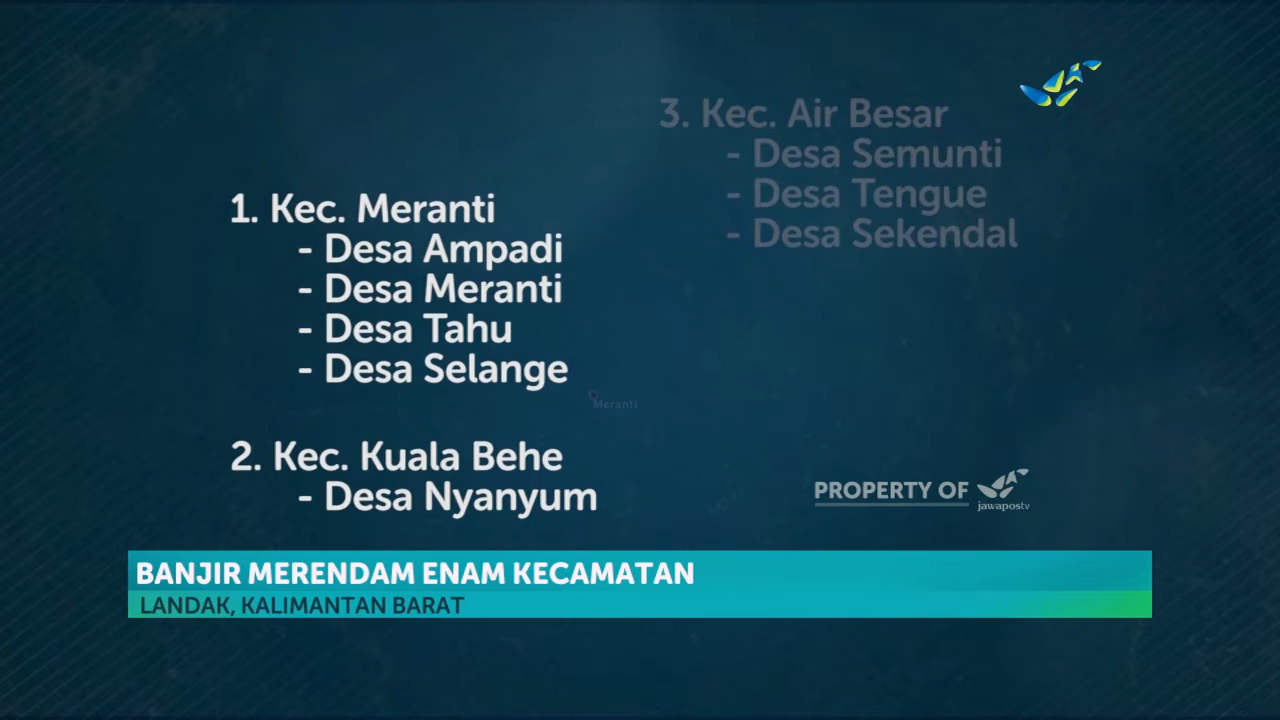 1. Kec. Meranti
- Desa Ampadi
- Desa Meranti
- Desa Tahu
- Desa Selange
2. Kec. Kuala Behe
- Desa Nyanyum
3. Kec. Air Besar
- Desa Semunti
- Desa Tengue
- Desa Sekendal
Meranti
PROPERTY OF
jawapostv
BANJIR MERENDAM ENAM KECAMATAN
LANDAK, KALIMANTAN BARAT